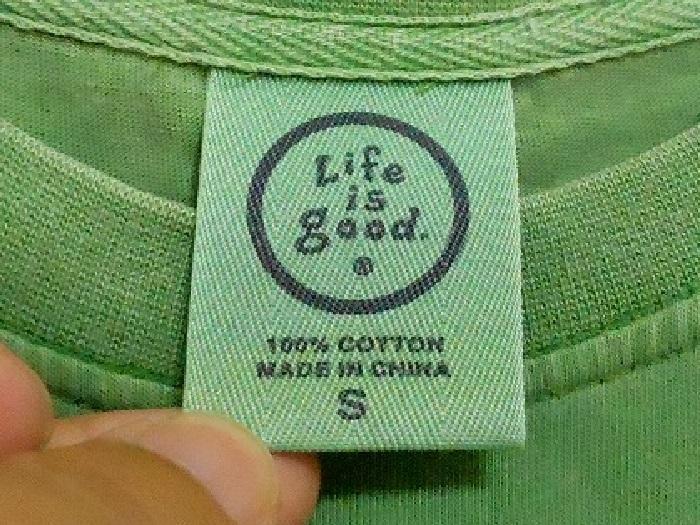 Life
is
good.
®
100% COTTON
MADE IN CHINA
S